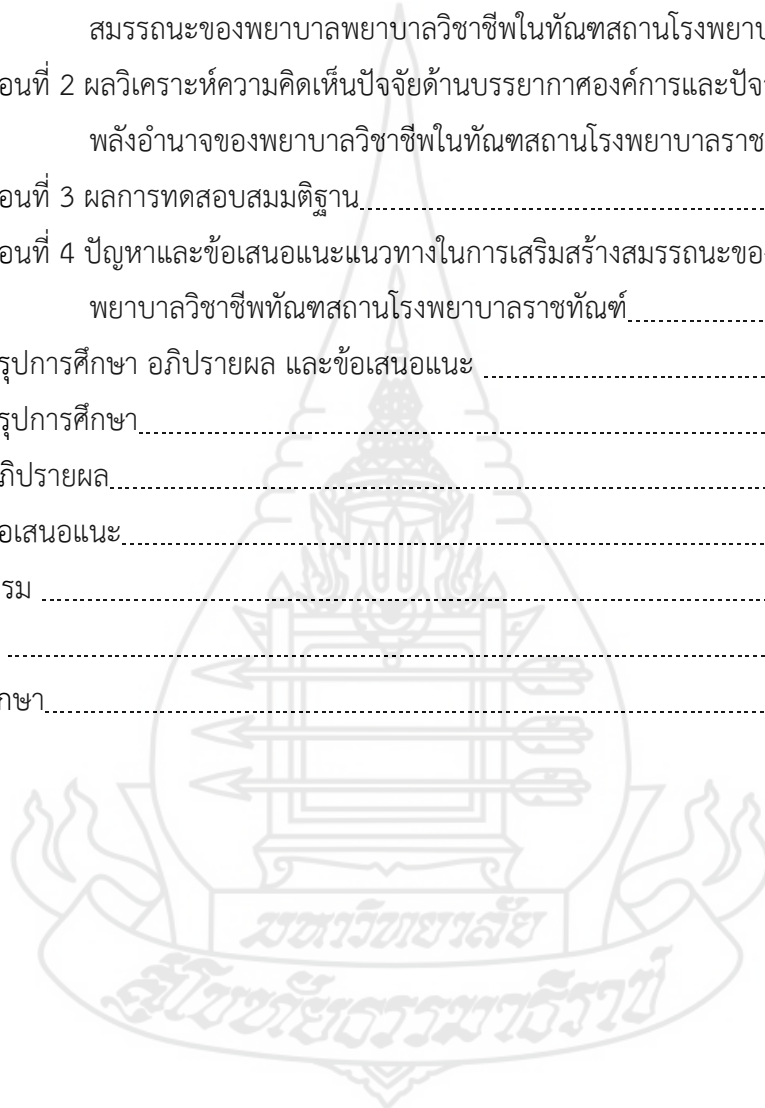 สมรรถนะของพยาบาลพยาบาลวิชาชีพในทัณฑสถานโรงพยาบ
อนที่ 2 ผลวิเคราะห์ความคิดเห็นปัจจัยด้านบรรยากาศองค์การและปัจ
พลังอำนาจของพยาบาลวิชาชีพในทัณฑสถานโรงพยาบาลราช
อนที่ 3 ผลการทดสอบสมมติฐาน
อนที่ 4 ปัญหาและข้อเสนอแนะแนวทางในการเสริมสร้างสมรรถนะขอ
พยาบาลวิชาชีพทัณฑสถานโรงพยาบาลราชทัณฑ์
รุปการศึกษา อภิปรายผล และข้อเสนอแนะ
รุปการศึกษา
ภิปรายผล
อเสนอแนะ
รม
กษา
มหาวิทยาลัย
สุโขทัยธรรมาธิราช